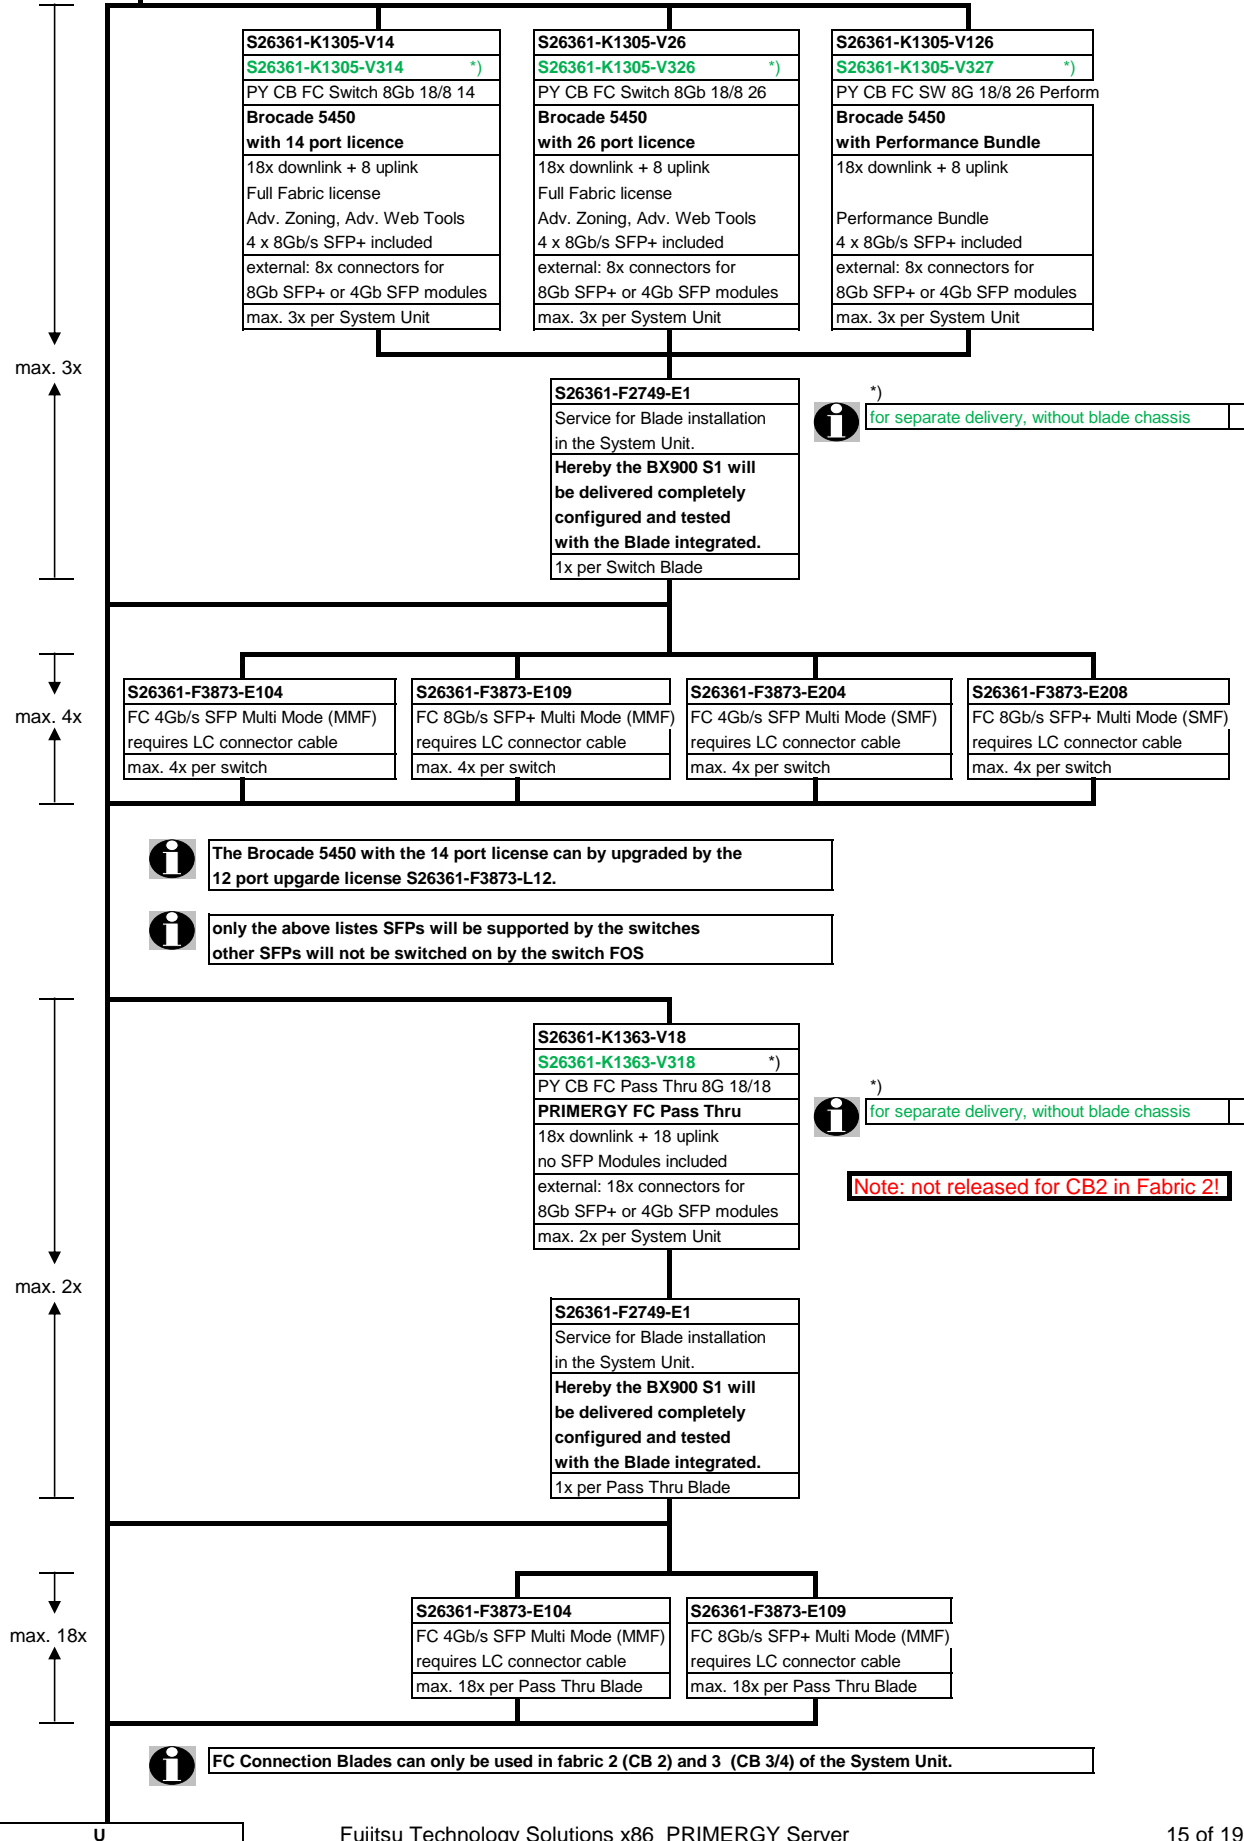 S26361-K1305-V14
S26361-K1305-V314 *)
PY CB FC Switch 8Gb 18/8 14
Brocade 5450
with 14 port licence
18x downlink + 8 uplink
Full Fabric license
Adv. Zoning, Adv. Web Tools
4 x 8Gb/s SFP+ included
external: 8x connectors for
8Gb SFP+ or 4Gb SFP modules
max. 3x per System Unit
S26361-K1305-V26
S26361-K1305-V326 *)
PY CB FC Switch 8Gb 18/8 26
Brocade 5450
with 26 port licence
18x downlink + 8 uplink
Full Fabric license
Adv. Zoning, Adv. Web Tools
4 x 8Gb/s SFP+ included
external: 8x connectors for
8Gb SFP+ or 4Gb SFP modules
max. 3x per System Unit
S26361-K1305-V126
S26361-K1305-V327 *)
PY CB FC SW 8G 18/8 26 Perform
Brocade 5450
with Performance Bundle
18x downlink + 8 uplink
Performance Bundle
4 x 8Gb/s SFP+ included
external: 8x connectors for
8Gb SFP+ or 4Gb SFP modules
max. 3x per System Unit
max. 3x
S26361-F2749-E1
Service for Blade installation
in the System Unit.
Hereby the BX900 S1 will
be delivered completely
configured and tested
with the Blade integrated.
1x per Switch Blade
*)
for separate delivery, without blade chassis
max. 4x
S26361-F3873-E104
FC 4Gb/s SFP Multi Mode (MMF)
requires LC connector cable
max. 4x per switch
S26361-F3873-E109
FC 8Gb/s SFP+ Multi Mode (MMF)
requires LC connector cable
max. 4x per switch
S26361-F3873-E204
FC 4Gb/s SFP Multi Mode (SMF)
requires LC connector cable
max. 4x per switch
S26361-F3873-E208
FC 8Gb/s SFP+ Multi Mode (SMF)
requires LC connector cable
max. 4x per switch
The Brocade 5450 with the 14 port license can by upgraded by the
12 port upgarde license S26361-F3873-L12.
only the above listes SFPs will be supported by the switches
other SFPs will not be switched on by the switch FOS
S26361-K1363-V18
S26361-K1363-V318 *)
PY CB FC Pass Thru 8G 18/18
PRIMERGY FC Pass Thru
18x downlink + 18 uplink
no SFP Modules included
external: 18x connectors for
8Gb SFP+ or 4Gb SFP modules
max. 2x per System Unit
*)
for separate delivery, without blade chassis
Note: not released for CB2 in Fabric 2!
max. 2x
S26361-F2749-E1
Service for Blade installation
in the System Unit.
Hereby the BX900 S1 will
be delivered completely
configured and tested
with the Blade integrated.
1x per Pass Thru Blade
max. 18x
S26361-F3873-E104
FC 4Gb/s SFP Multi Mode (MMF)
requires LC connector cable
max. 18x per Pass Thru Blade
S26361-F3873-E109
FC 8Gb/s SFP+ Multi Mode (MMF)
requires LC connector cable
max. 18x per Pass Thru Blade
FC Connection Blades can only be used in fabric 2 (CB 2) and 3 (CB 3/4) of the System Unit.
U
Fujitsu Technology Solutions x86 PRIMERGY Server
15 of 19